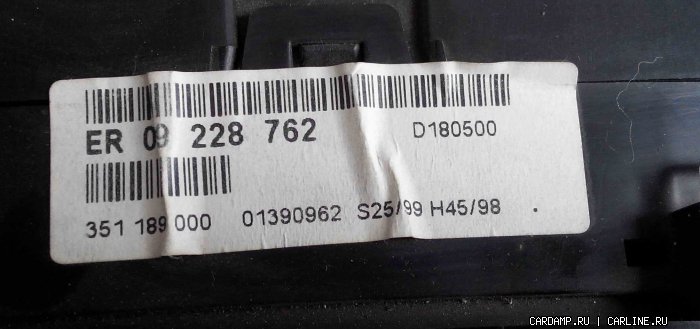 ER 09 228 762 D180500
351 189 000 01390962 S25/99 H45/98 .
CARDAMP.RU | CARLINE.RU